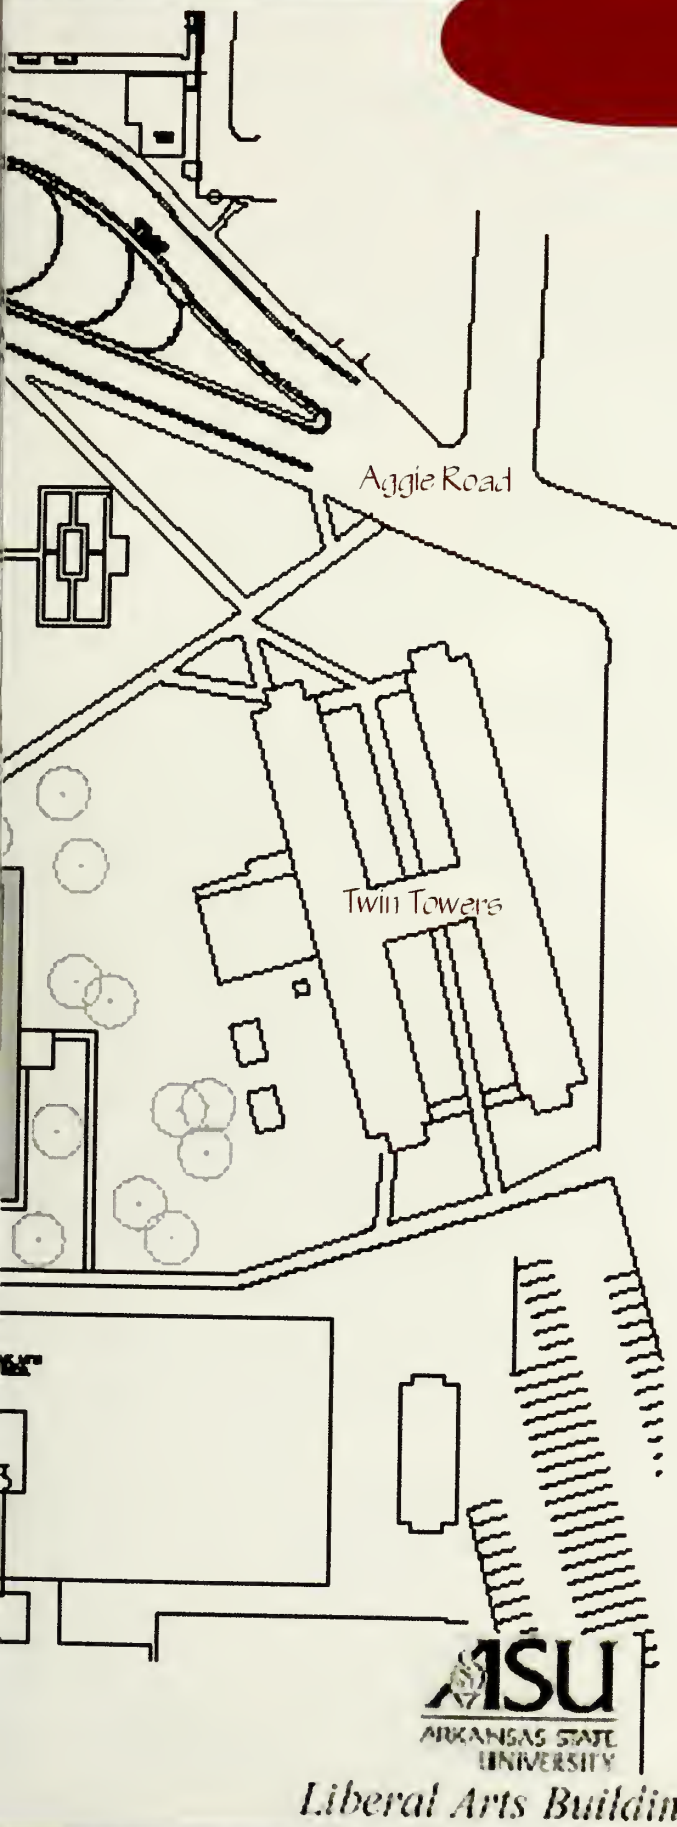 Aggie Road
Twin Towers
ASU
ARKANSAS STATE
UNIVERSITY
Liberal Arts Buildin